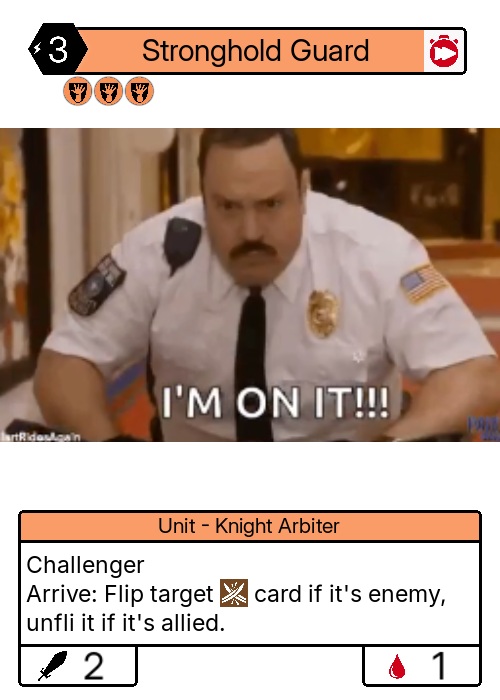 3
Stronghold Guard
I'M ON IT!!!
Unit - Knight Arbiter
Challenger
Arrive: Flip target card if it's enemy,
unfli it if it's allied.
2
1